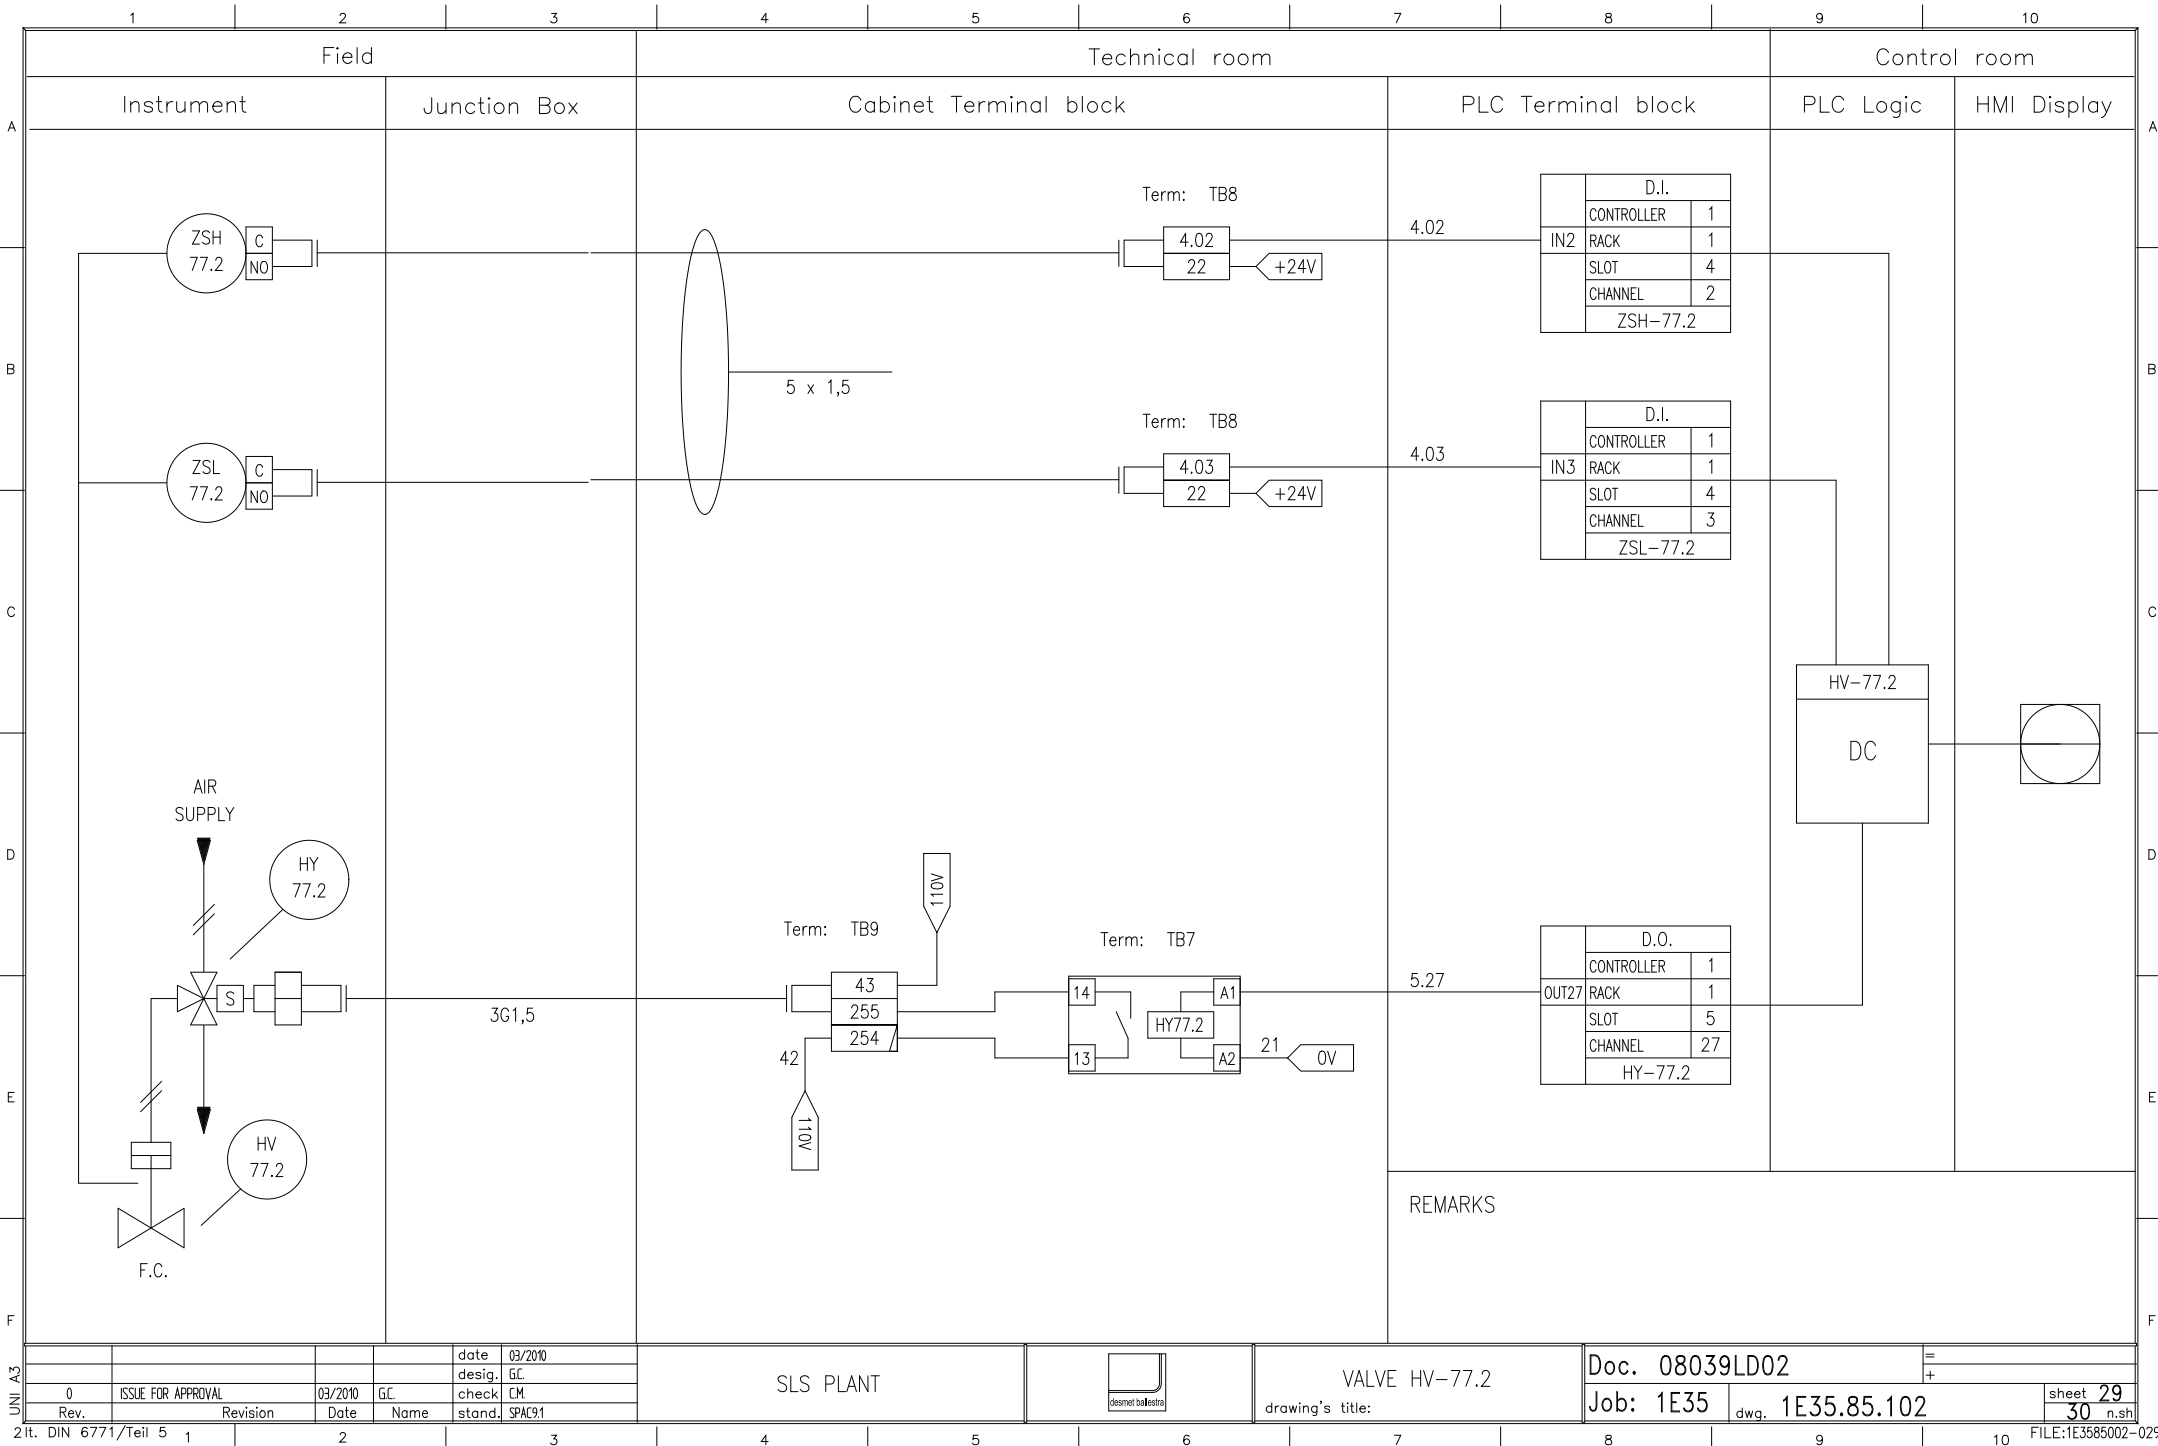 1 2 3 4 5 6 7 8 9 10
Field Technical room Control room
Instrument Junction Box Cabinet Terminal block PLC Terminal block PLC Logic HMI Display
A A
Term: TB8
ZSH
77.2
C
NO
4.02
22
+24V
4.02
D.I.
CONTROLLER 1
IN2 RACK 1
SLOT 4
CHANNEL 2
ZSH-77.2
B B
5 x 1,5
Term: TB8
ZSL
77.2
C
NO
4.03
22
+24V
4.03
D.I.
CONTROLLER 1
IN3 RACK 1
SLOT 4
CHANNEL 3
ZSL-77.2
C C
HV-77.2
DC
AIR
SUPPLY
D D
HY
77.2
110V
Term: TB9
Term: TB7
S
3G1,5
43
255
254
42
110V
14
13
HY77.2
A1
A2
21
0V
5.27
D.O.
CONTROLLER 1
OUT27 RACK 1
SLOT 5
CHANNEL 27
HY-77.2
E E
HV
77.2
F.C.
REMARKS
F F
UNI A3
date 03/2010
desig. G.C.
0 ISSUE FOR APPROVAL 03/2010 G.C. check C.M.
Rev. Revision Date Name stand. SPAC9.1
SLS PLANT
desmet ballestra
VALVE HV-77.2
drawing's title:
Doc. 08039LD02
=
+
Job: 1E35
dwg. 1E35.85.102
sheet 29
30 n.sh
2lt. DIN 6771/Teil 5
1 2 3 4 5 6 7 8 9 10
FILE:1E3585002-029